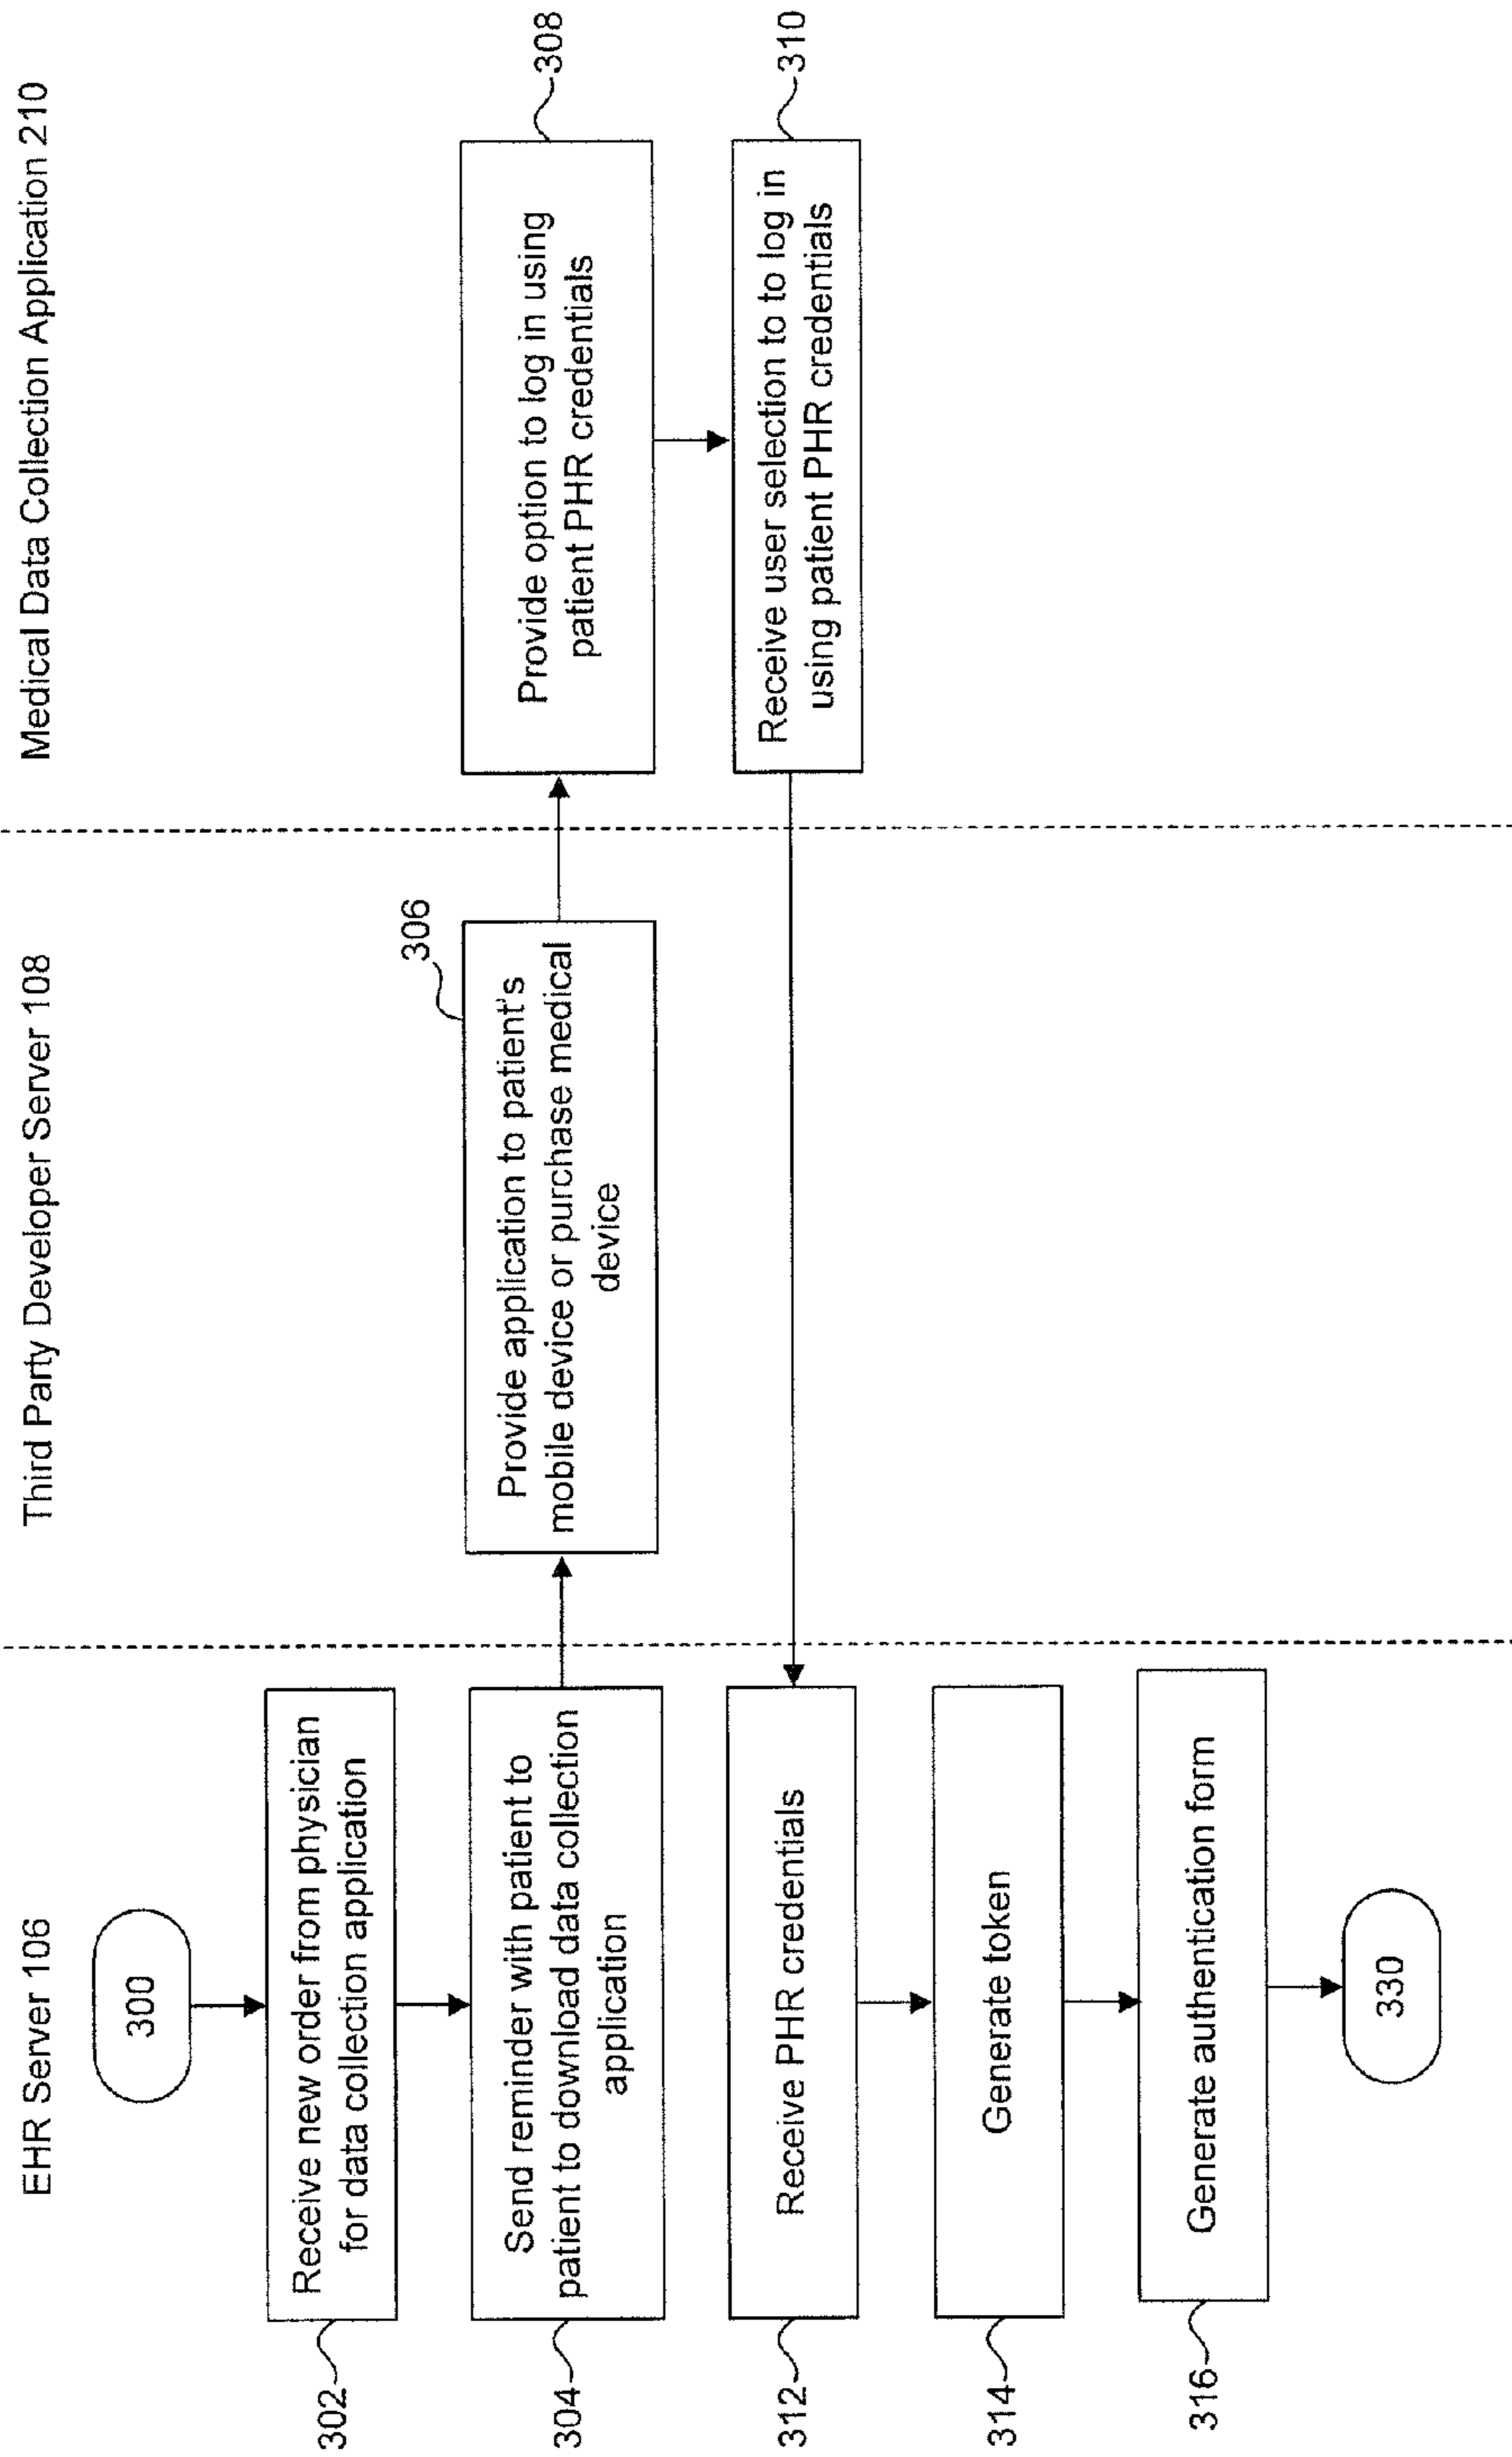 EHR Server 106
Third Party Developer Server 108
Medical Data Collection Application 210
300
302
Receive new order from physician
for data collection application
304
Send reminder with patient to
patient to download data collection
application
306
Provide application to patient's
mobile device or purchase medical
device
308
Provide option to log in using
patient PHR credentials
310
Receive user selection to to log in
using patient PHR credentials
312
Receive PHR credentials
314
Generate token
316
Generate authentication form
330